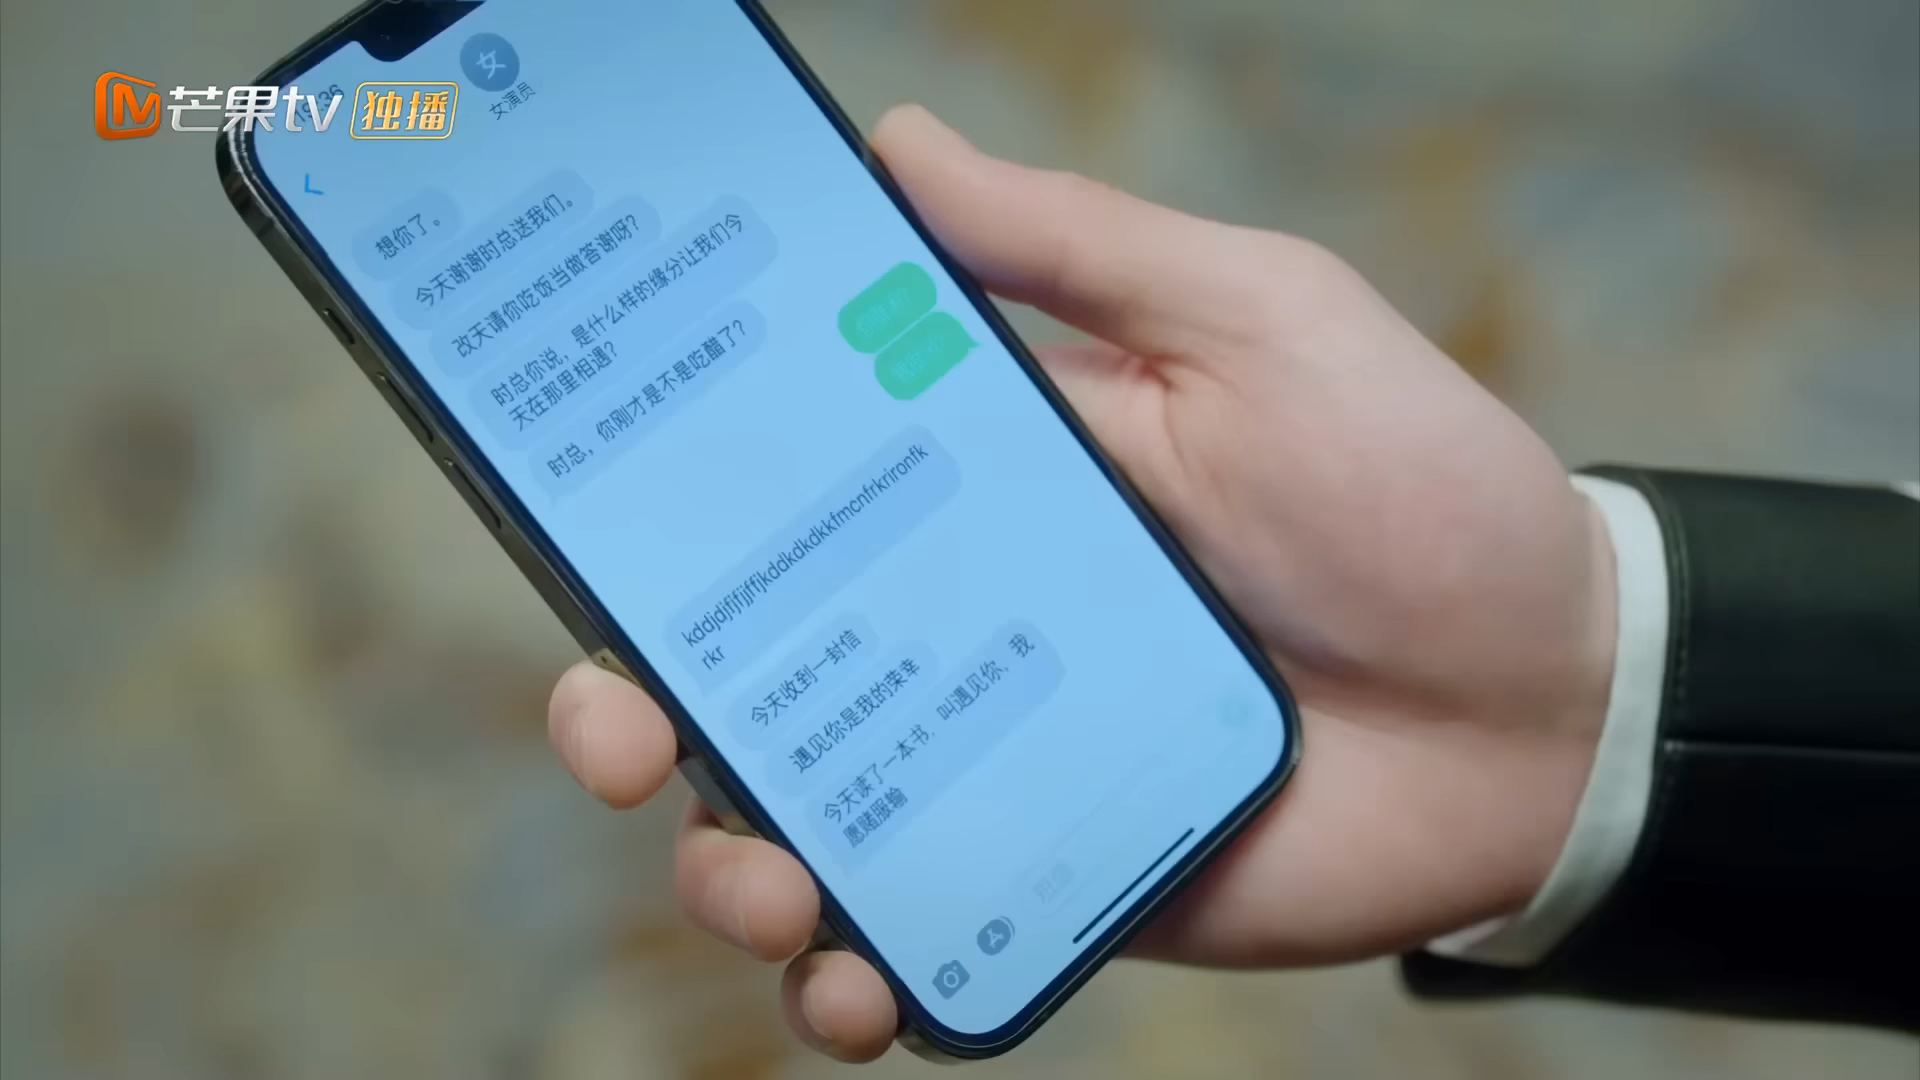 芒果tv 独播
女
女演员
想你了。
今天谢谢时总送我们。
改天请你吃饭当做答谢呀？
时总你说，是什么样的缘分让我们今
天在那里相遇？
时总，你刚才是不是吃醋了？
kddjdjfjfjjffjkddkdkdkkfmcnfrkrironfk
rkr
今天收到一封信
遇见你是我的荣幸
今天读了一本书，叫遇见你、我
愿赌服输